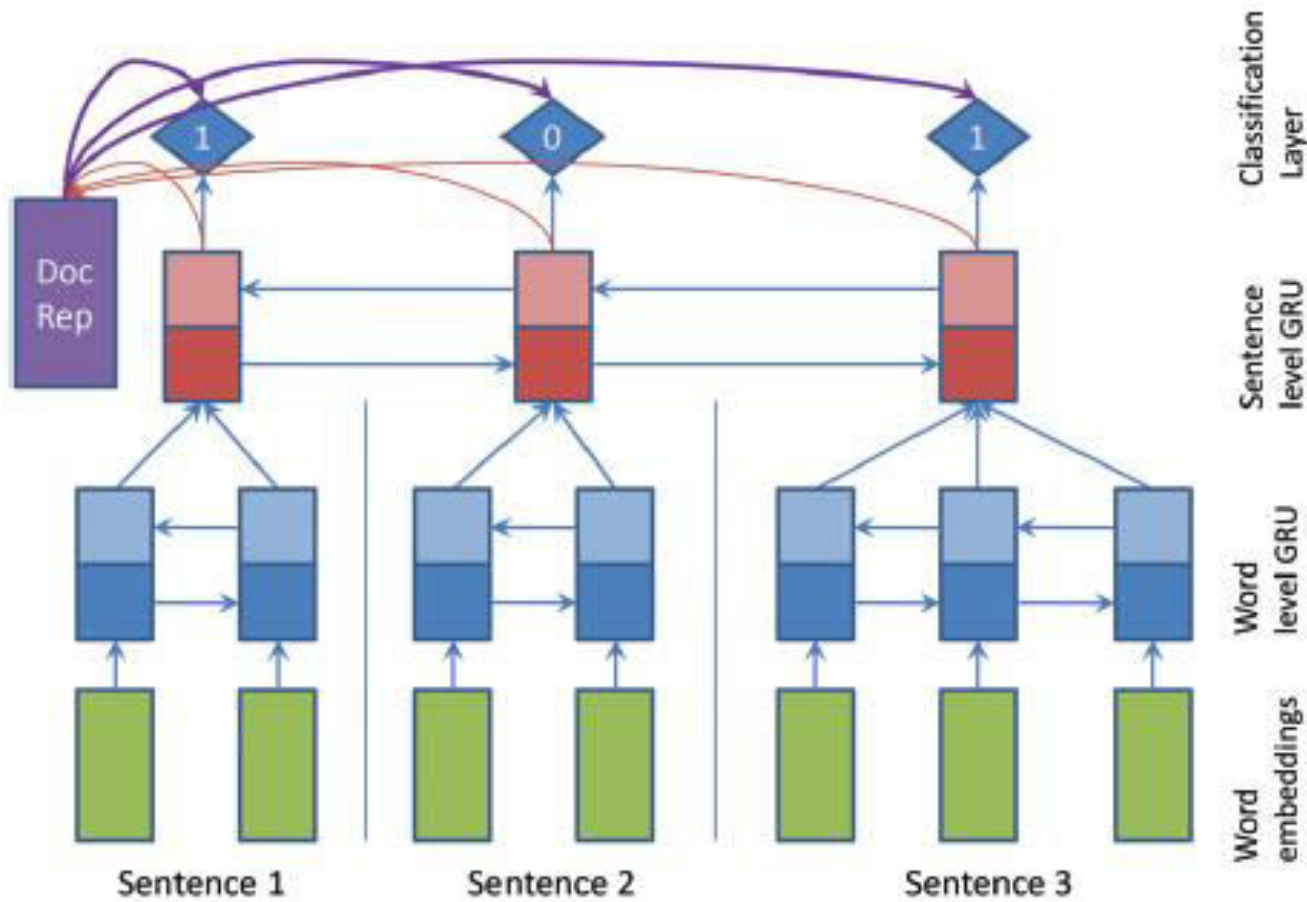 Classification
Layer
1
0
1
Doc
Rep
Sentence
level GRU
Word
level GRU
Word
embeddings
Sentence 1
Sentence 2
Sentence 3